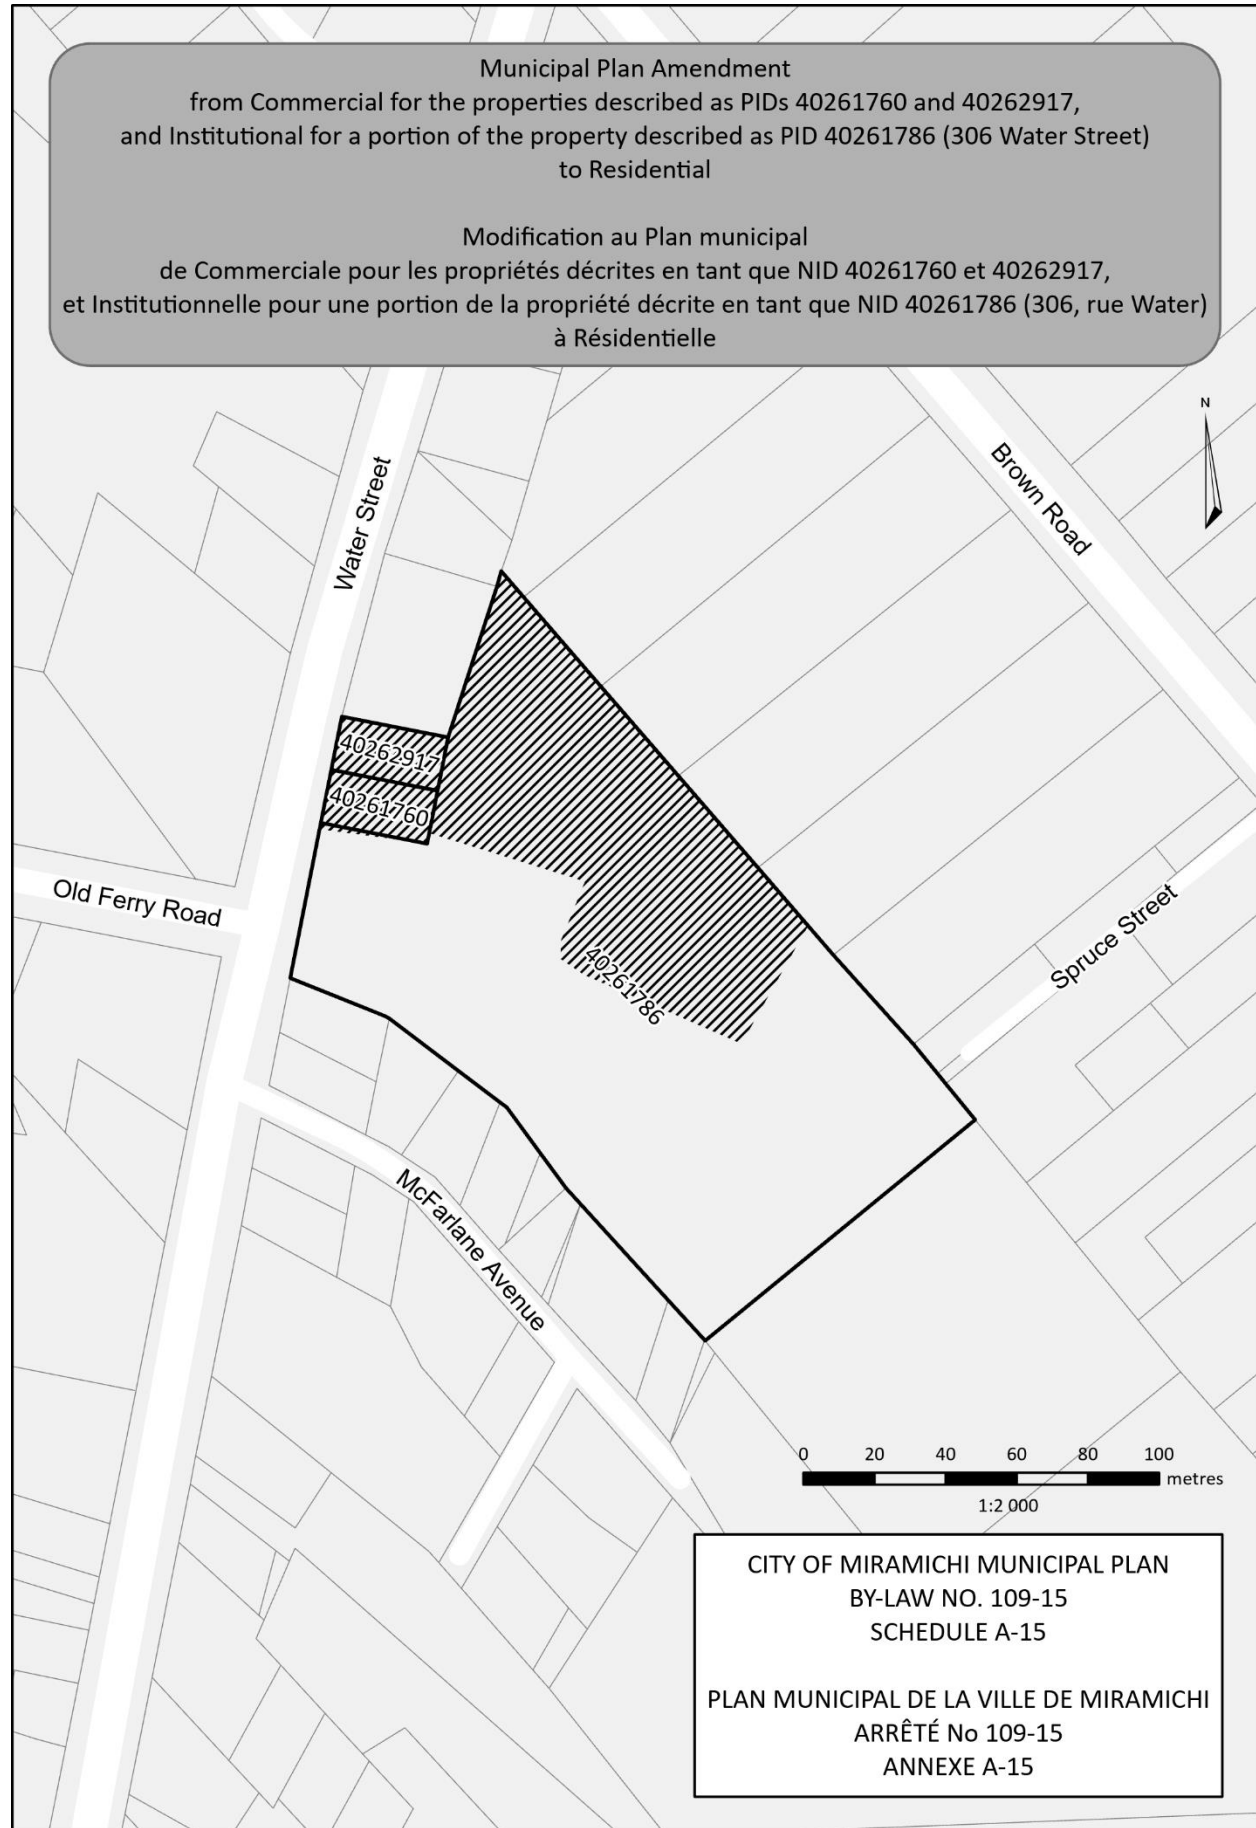 Municipal Plan Amendment
from Commercial for the properties described as PIDs 40261760 and 40262917,
and Institutional for a portion of the property described as PID 40261786 (306 Water Street)
to Residential
Modification au Plan municipal
de Commerciale pour les propriétés décrites en tant que NID 40261760 et 40262917,
et Institutionnelle pour une portion de la propriété décrite en tant que NID 40261786 (306, rue Water)
à Résidentielle
N
Brown Road
Water Street
40262917
40261760
Old Ferry Road
Spruce Street
40261786
McFarlane Avenue
0 20 40 60 80 100
metres
1:2 000
CITY OF MIRAMICHI MUNICIPAL PLAN
BY-LAW NO. 109-15
SCHEDULE A-15
PLAN MUNICIPAL DE LA VILLE DE MIRAMICHI
ARRÊTÉ No 109-15
ANNEXE A-15